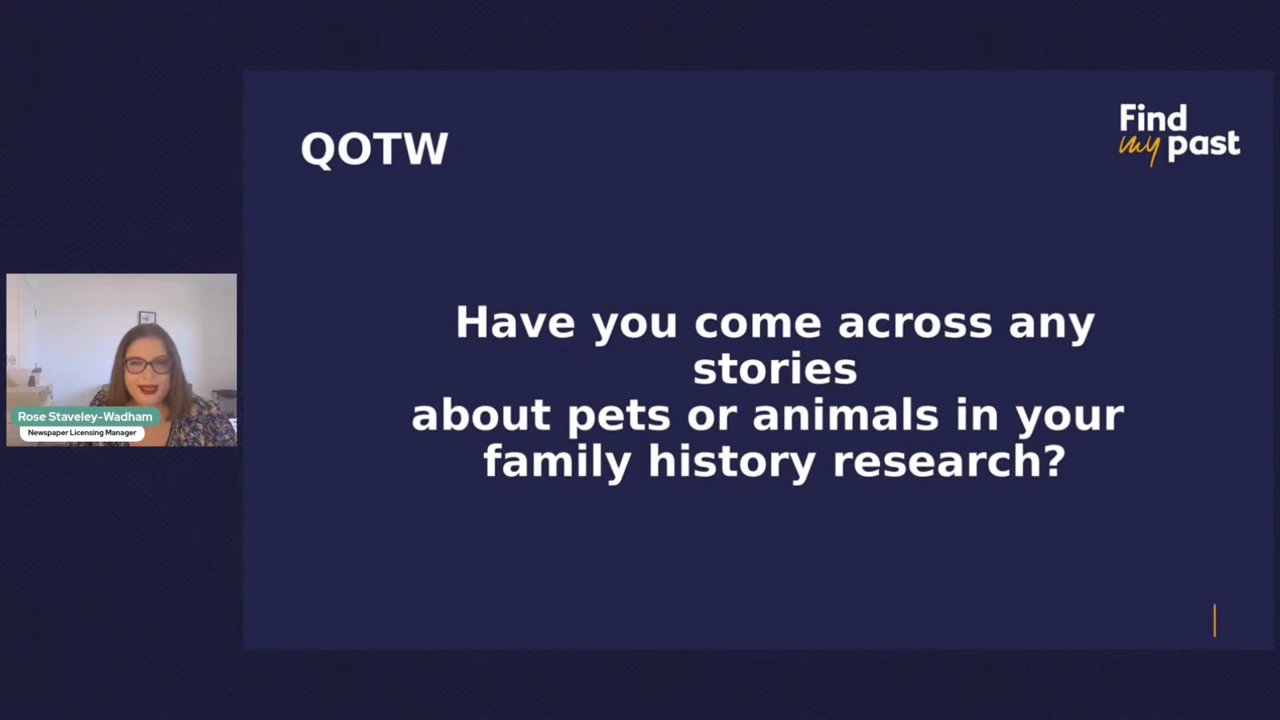 QOTW
Find
my past
Have you come across any
stories
about pets or animals in your
family history research?
Rose Staveley-Wadham
Newspaper Licensing Manager